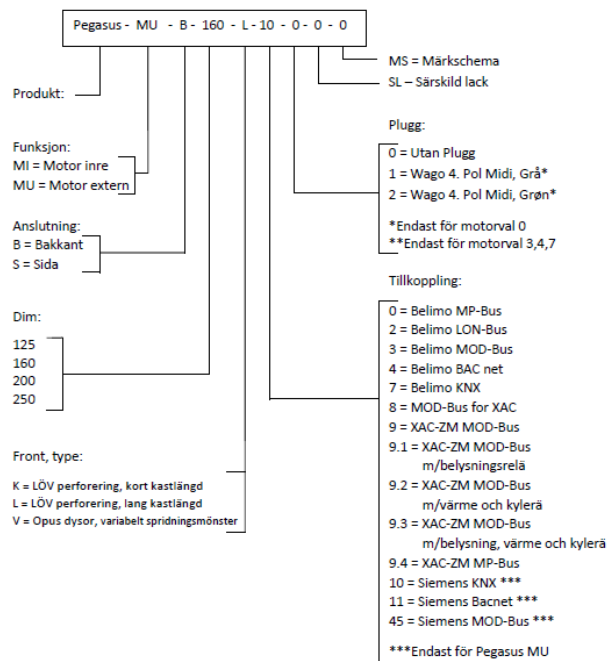 Pegasus - MU - B - 160 - L - 10 - 0 - 0 - 0
MS = Märkschema
SL – Särskild lack
Produkt:
Funksjon:
MI = Motor inre
MU = Motor extern
Anslutning:
B = Bakkant
S = Sida
Dim:
125
160
200
250
Front, type:
K = LÖV perforering, kort kastlängd
L = LÖV perforering, lang kastlängd
V = Opus dysor, variabelt spridningsmönster
Plugg:
0 = Utan Plugg
1 = Wago 4. Pol Midi, Grå*
2 = Wago 4. Pol Midi, Grøn*
*Endast för motorval 0
**Endast for motorval 3,4,7
Tillkoppling:
0 = Belimo MP-Bus
2 = Belimo LON-Bus
3 = Belimo MOD-Bus
4 = Belimo BAC net
7 = Belimo KNX
8 = MOD-Bus for XAC
9 = XAC-ZM MOD-Bus
9.1 = XAC-ZM MOD-Bus
m/belysningsrelä
9.2 = XAC-ZM MOD-Bus
m/värme och kylerä
9.3 = XAC-ZM MOD-Bus
m/belysning, värme och kylerä
9.4 = XAC-ZM MP-Bus
10 = Siemens KNX ***
11 = Siemens Bacnet ***
45 = Siemens MOD-Bus ***
***Endast för Pegasus MU